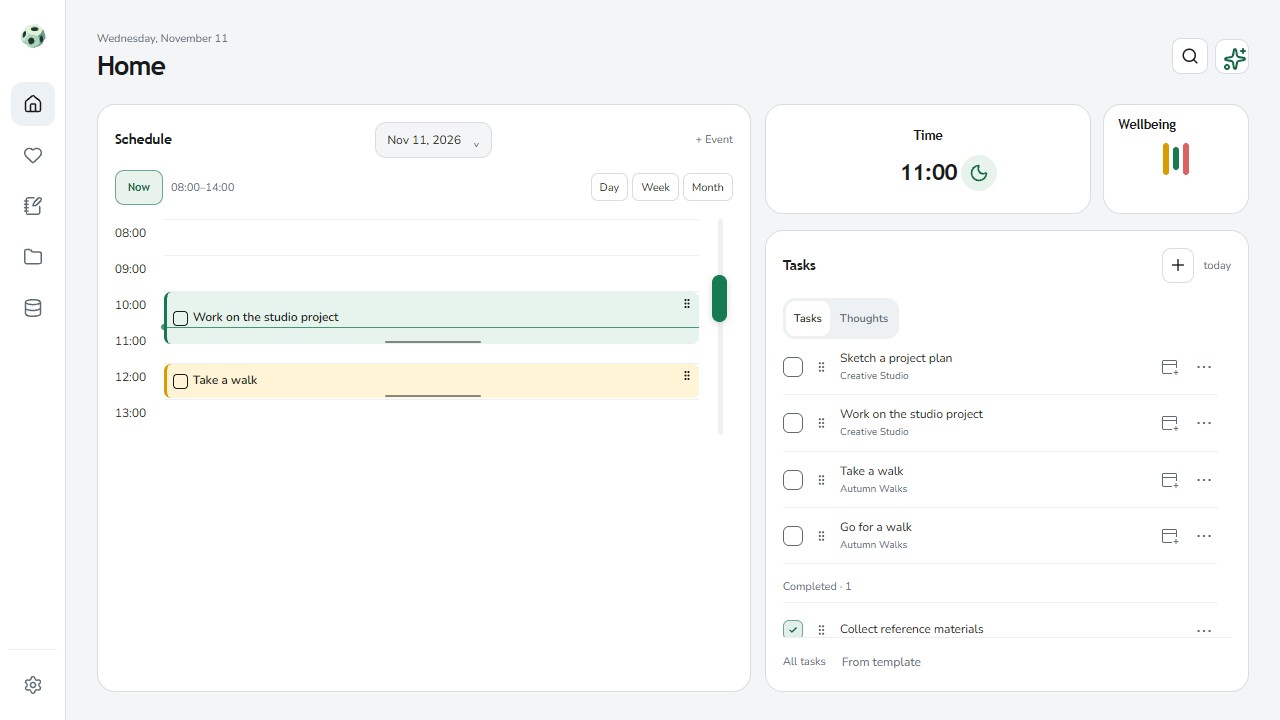 Wednesday, November 11
Home
Schedule
Nov 11, 2026
+ Event
Now
08:00–14:00
Day
Week
Month
08:00
09:00
10:00
Work on the studio project
11:00
12:00
Take a walk
13:00
Time
11:00
Wellbeing
Tasks
today
Tasks
Thoughts
Sketch a project plan
Creative Studio
Work on the studio project
Creative Studio
Take a walk
Autumn Walks
Go for a walk
Autumn Walks
Completed · 1
Collect reference materials
All tasks
From template